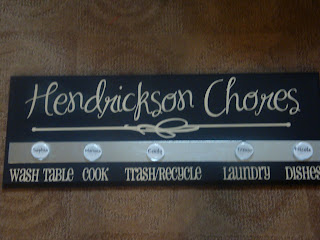 Hendrickson Chores
WASH TABLE COOK TRASH/RECYCLE LAUNDRY DISHES